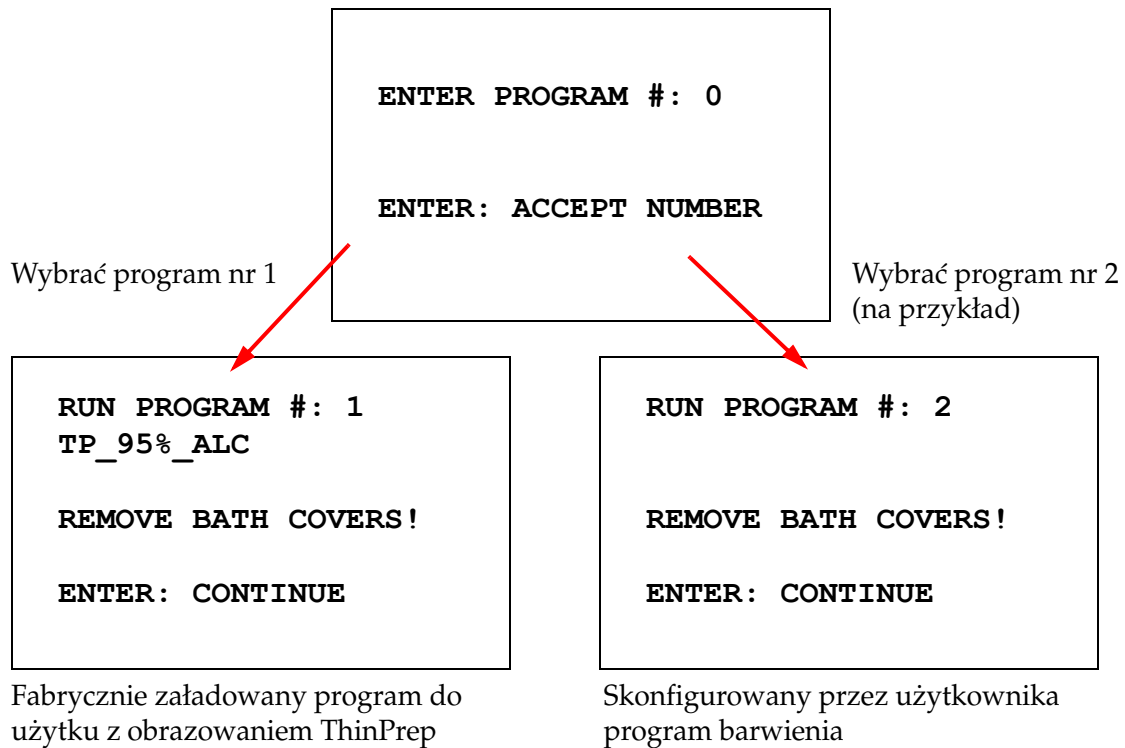 ENTER PROGRAM #: 0
ENTER: ACCEPT NUMBER
Wybrać program nr 1
Wybrać program nr 2
(na przykład)
RUN PROGRAM #: 1
TP_95%_ALC
REMOVE BATH COVERS!
ENTER: CONTINUE
RUN PROGRAM #: 2
REMOVE BATH COVERS!
ENTER: CONTINUE
Fabrycznie załadowany program do
użytku z obrazowaniem ThinPrep
Skonfigurowany przez użytkownika
program barwienia